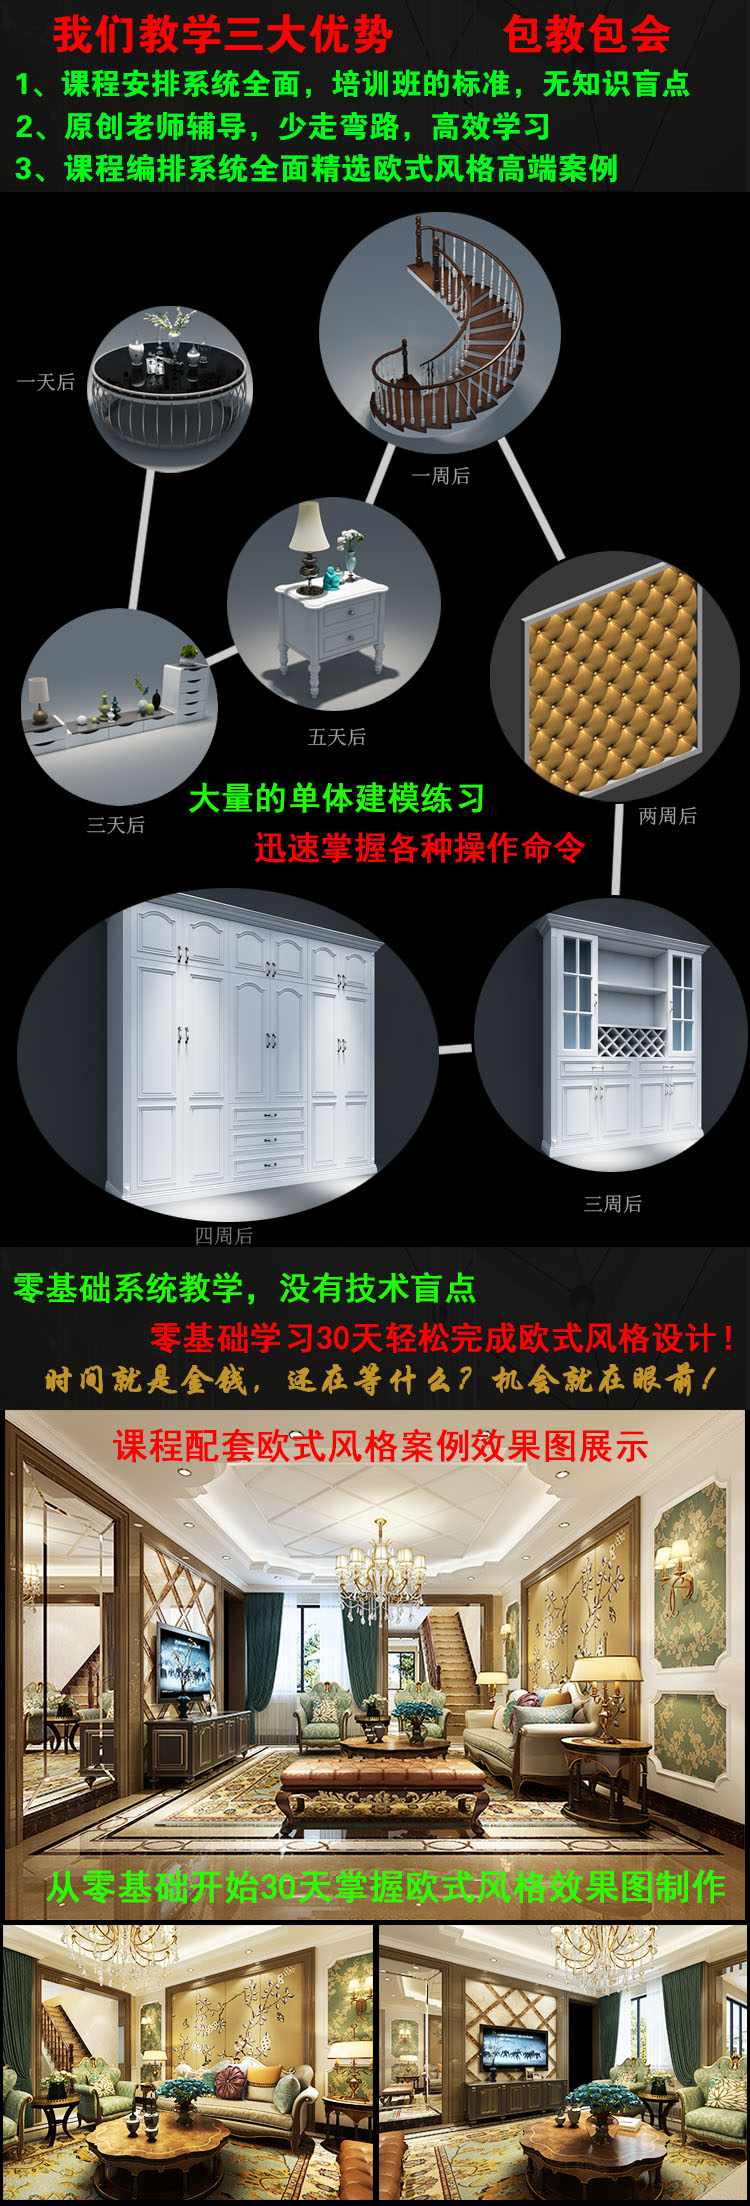 我们教学三大优势 包教包会
1、课程安排系统全面，培训班的标准，无知识盲点
2、原创老师辅导，少走弯路，高效学习
3、课程编排系统全面精选欧式风格高端案例
一天后
一周后
五天后
三天后
两周后
大量的单体建模练习
迅速掌握各种操作命令
三周后
四周后
零基础系统教学，没有技术盲点
零基础学习30天轻松完成欧式风格设计！
时间就是金钱，还在等什么？机会就在眼前！
课程配套欧式风格案例效果图展示
从零基础开始30天掌握欧式风格效果图制作